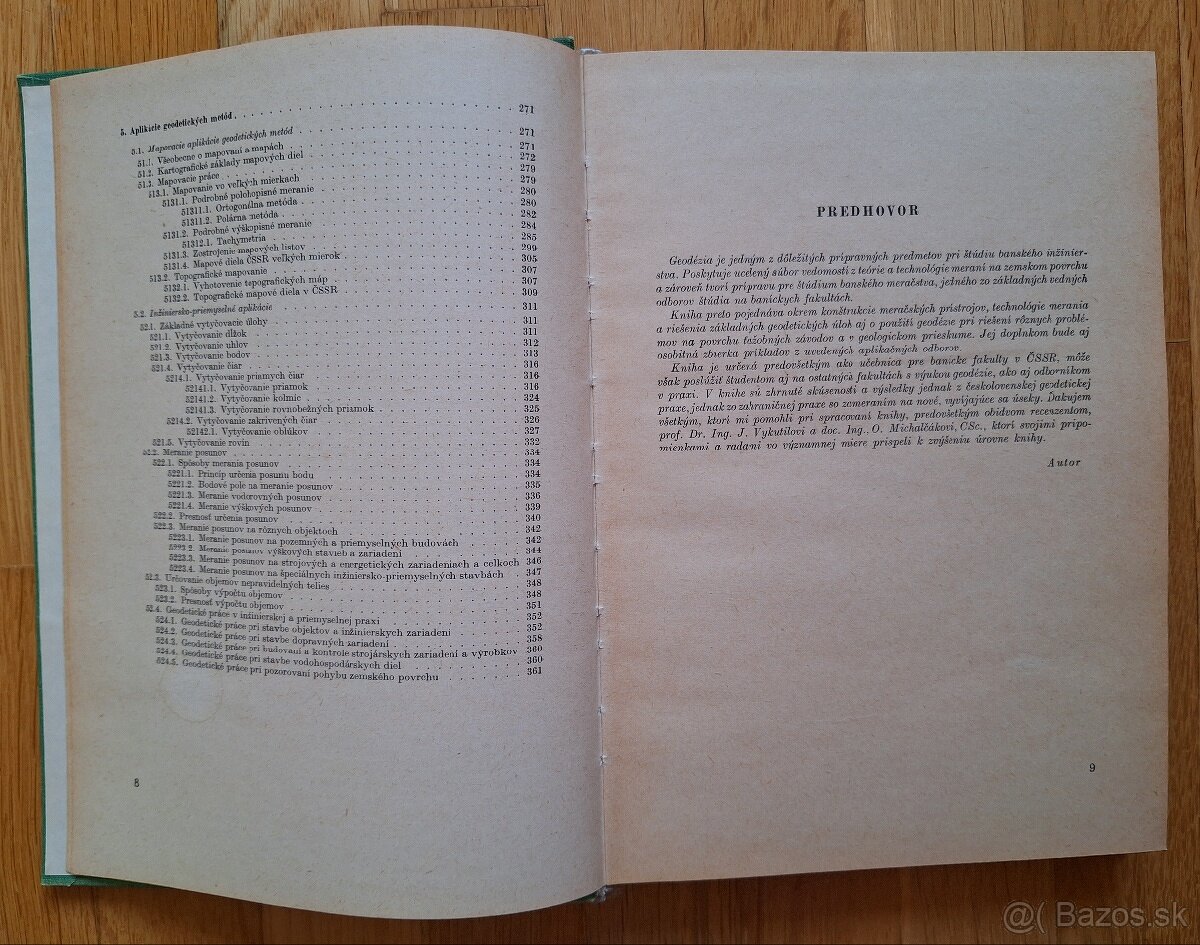 5. Aplikácie geodetických metód . . . 271
5.1. Mapovacie aplikácie geodetických metód . . . 271
51.1. Všeobecne o mapovaní a mapách . . . 271
51.2. Kartografické základy mapových diel . . . 272
51.3. Mapovacie práce . . . 279
513.1. Mapovanie vo veľkých mierkach . . . 279
5131.1. Podrobné polohopisné meranie . . . 280
51311.1. Ortogonálna metóda . . . 280
51311.2. Polárna metóda . . . 282
5131.2. Podrobné výškopisné meranie . . . 284
51312.1. Tachymetria . . . 285
5131.3. Zostrojenie mapových listov . . . 299
5131.4. Mapové diela ČSSR veľkých mierok . . . 305
513.2. Topografické mapovanie . . . 307
5132.1. Vyhotovenie topografických máp . . . 307
5132.2. Topografické mapové diela v ČSSR . . . 309
5.2. Inžiniersko-priemyselné aplikácie . . . 311
52.1. Základné vytyčovacie úlohy . . . 311
521.1. Vytyčovanie dĺžok . . . 311
521.2. Vytyčovanie uhlov . . . 312
521.3. Vytyčovanie bodov . . . 313
521.4. Vytyčovanie čiar . . . 316
5214.1. Vytyčovanie priamych čiar . . . 316
52141.1. Vytyčovanie priamok . . . 316
52141.2. Vytyčovanie kolmíc . . . 324
52141.3. Vytyčovanie rovnobežných priamok . . . 325
5214.2. Vytyčovanie zakrivených čiar . . . 326
52142.1. Vytyčovanie oblúkov . . . 327
521.5. Vytyčovanie rovín . . . 332
52.2. Meranie posunov . . . 334
522.1. Spôsoby merania posunov . . . 334
5221.1. Princíp určenia posunu bodu . . . 334
5221.2. Bodové pole na meranie posunov . . . 335
5221.3. Meranie vodorovných posunov . . . 336
5221.4. Meranie výškových posunov . . . 339
522.2. Presnosť určenia posunov . . . 340
522.3. Meranie posunov na rôznych objektoch . . . 342
5223.1. Meranie posunov na pozemných a priemyselných budovách . . . 342
5223.2. Meranie posunov výškových stavieb a zariadení . . . 344
5223.3. Meranie posunov na strojových a energetických zariadeniach a celkoch 346
5223.4. Meranie posunov na špeciálnych inžiniersko-priemyselných stavbách . 347
52.3. Určovanie objemov nepravidelných telies . . . 348
523.1. Spôsoby výpočtu objemov . . . 348
523.2. Presnosť výpočtu objemov . . . 351
52.4. Geodetické práce v inžinierskej a priemyselnej praxi . . . 352
524.1. Geodetické práce pri stavbe objektov a inžinierskych zariadení . . . 352
524.2. Geodetické práce pri stavbe dopravných zariadení . . . 358
524.3. Geodetické práce pri budovaní a kontrole strojárskych zariadení a výrobkov 360
524.4. Geodetické práce pri stavbe vodohospodárskych diel . . . 360
524.5. Geodetické práce pri pozorovaní pohybu zemského povrchu . . . 361
8
PREDHOVOR
Geodézia je jedným z dôležitých prípravných predmetov pri štúdiu banského inžinier-
stva. Poskytuje ucelený súbor vedomostí z teórie a technológie meraní na zemskom povrchu
a zároveň tvorí prípravu pre štúdium banského meračstva, jedného zo základných vedných
odborov štúdia na baníckych fakultách.
Kniha preto pojednáva okrem konštrukcie meračských prístrojov, technológie merania
a riešenia základných geodetických úloh aj o použití geodézie pri riešení rôznych problé-
mov na povrchu ťažobných závodov a v geologickom prieskume. Jej doplnkom bude aj
osobitná zbierka príkladov z uvedených aplikačných odborov.
Kniha je určená predovšetkým ako učebnica pre banícke fakulty v ČSSR, môže
však poslúžiť študentom aj na ostatných fakultách s výukou geodézie, ako aj odborníkom
v praxi. V knihe sú zhrnuté skúsenosti a výsledky jednak z československej geodetickej
praxe, jednak zo zahraničnej praxe so zameraním na nové, vyvíjajúce sa úseky. Ďakujem
všetkým, ktorí mi pomohli pri spracovaní knihy, predovšetkým obidvom recenzentom,
prof. Dr. Ing. J. Vykutilovi a doc. Ing. O. Michalčákovi, CSc., ktorí svojimi pripo-
mienkami a radami vo významnej miere prispeli k zvýšeniu úrovne knihy.
Autor
9
@( Bazos.sk